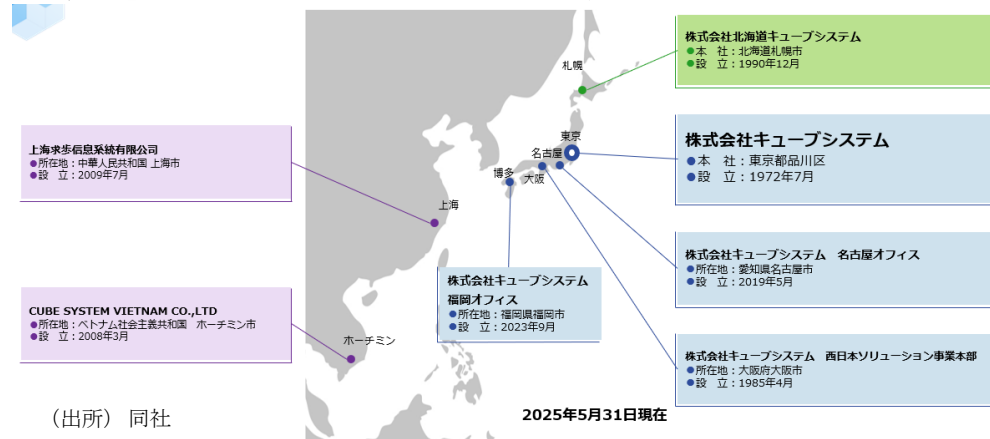 株式会社北海道キューブシステム
●本　社：北海道札幌市
●設　立：1990年12月
札幌
株式会社キューブシステム
●本　社：東京都品川区
●設　立：1972年7月
東京
名古屋
大阪
博多
上海求歩信息系統有限公司
●所在地：中華人民共和国 上海市
●設　立：2009年7月
上海
株式会社キューブシステム　名古屋オフィス
●所在地：愛知県名古屋市
●設　立：2019年5月
株式会社キューブシステム
福岡オフィス
●所在地：福岡県福岡市
●設　立：2023年9月
CUBE SYSTEM VIETNAM CO.,LTD
●所在地：ベトナム社会主義共和国　ホーチミン市
●設　立：2008年3月
ホーチミン
株式会社キューブシステム　西日本ソリューション事業本部
●所在地：大阪府大阪市
●設　立：1985年4月
（出所） 同社
2025年5月31日現在